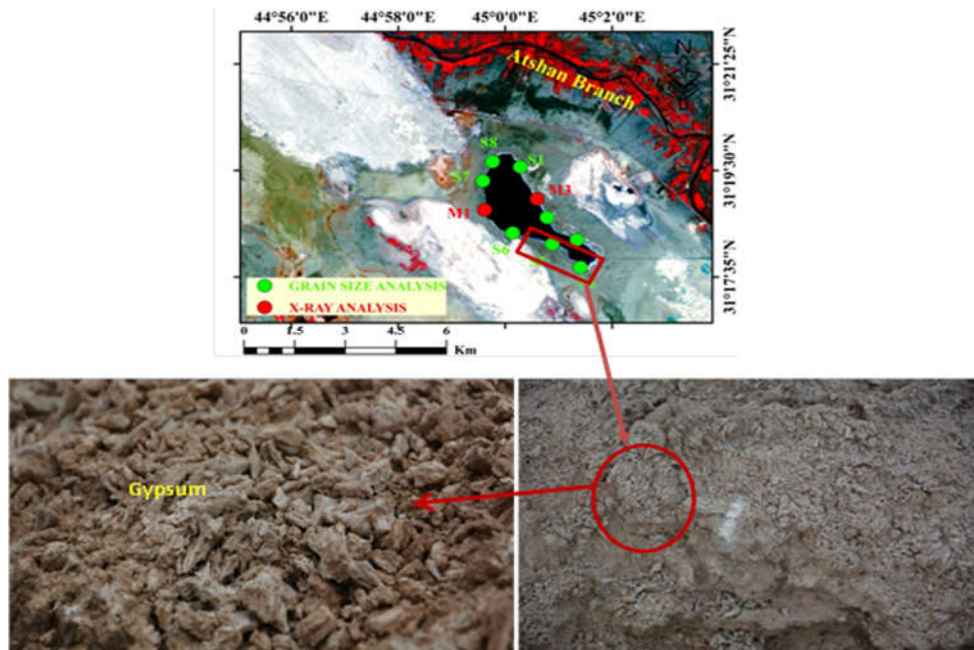 44°56'0"E 44°58'0"E 45°0'0"E 45°2'0"E
N
31°21'25"N
31°19'30"N
31°17'35"N
Atshan Branch
S8
S1
S7
M3
M1
S6
GRAIN SIZE ANALYSIS
X-RAY ANALYSIS
0 1.5 3 4.5 6
Km
Gypsum